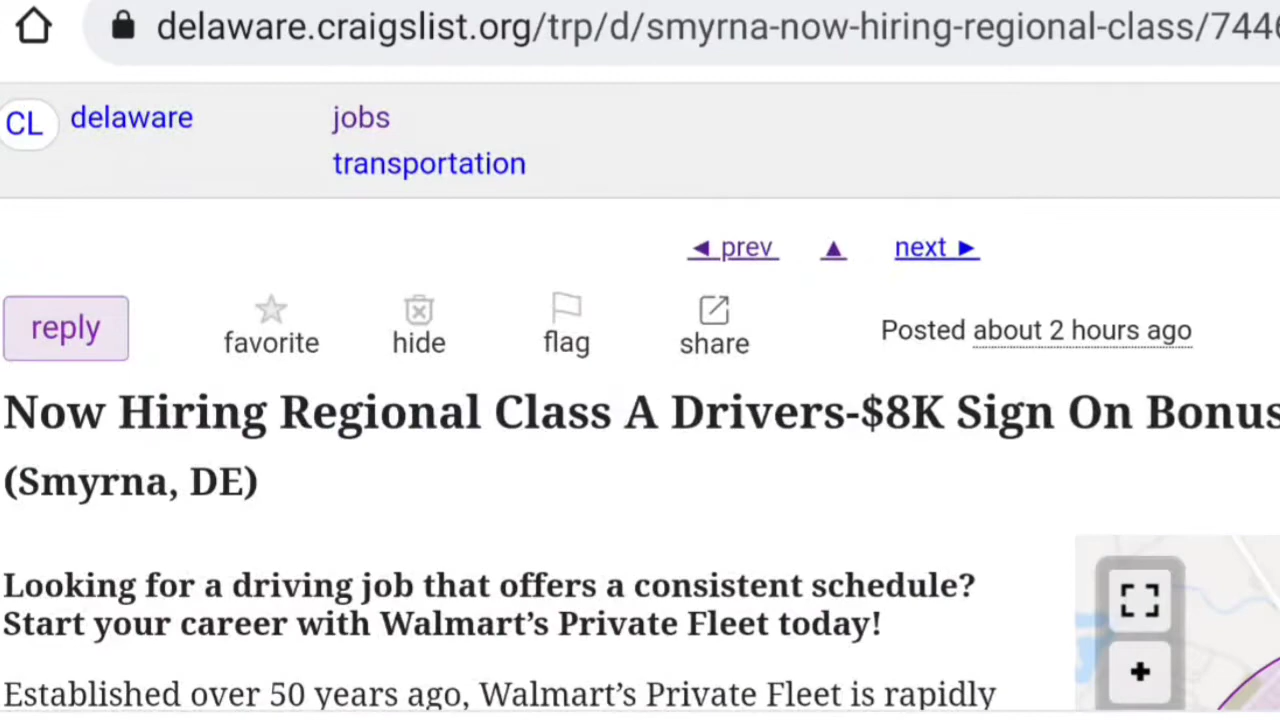 delaware.craigslist.org/trp/d/smyrna-now-hiring-regional-class/7446
CL delaware jobs
transportation
◄ prev ▲ next ►
reply favorite hide flag share Posted about 2 hours ago
Now Hiring Regional Class A Drivers-$8K Sign On Bonus
(Smyrna, DE)
Looking for a driving job that offers a consistent schedule?
Start your career with Walmart’s Private Fleet today!
Established over 50 years ago, Walmart’s Private Fleet is rapidly
+